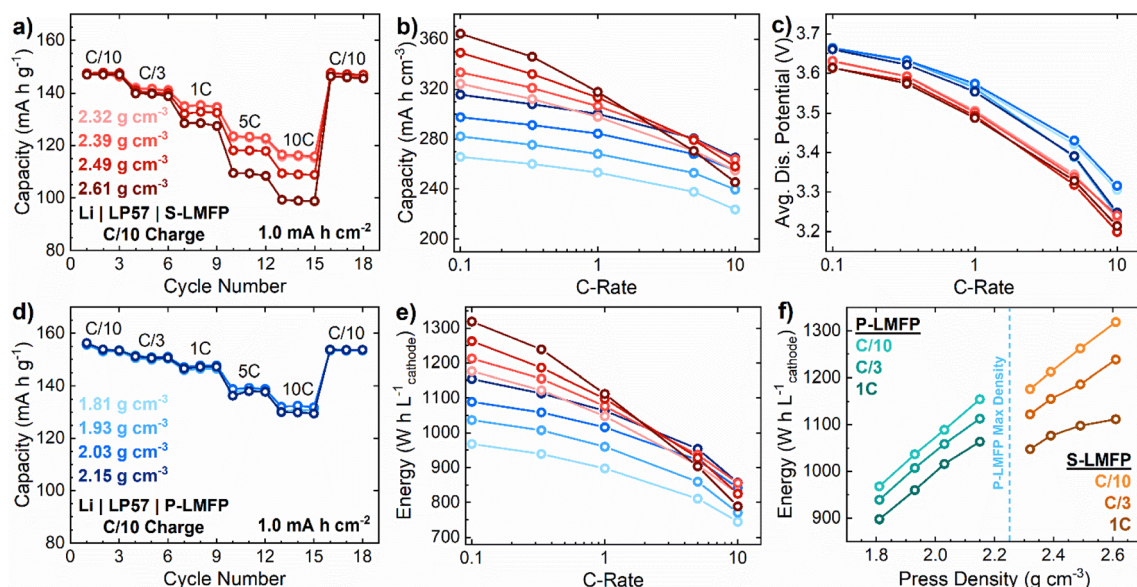 a)
Capacity (mA h g⁻¹)
160
140
120
100
80
C/10
C/3
1C
5C
10C
C/10
2.32 g cm⁻³
2.39 g cm⁻³
2.49 g cm⁻³
2.61 g cm⁻³
Li | LP57 | S-LMFP
C/10 Charge
1.0 mA h cm⁻²
0 3 6 9 12 15 18
Cycle Number
b)
Capacity (mA h cm⁻³)
360
320
280
240
200
0.1 1 10
C-Rate
c)
Avg. Dis. Potential (V)
3.7
3.6
3.5
3.4
3.3
3.2
0.1 1 10
C-Rate
d)
Capacity (mA h g⁻¹)
160
140
120
100
80
C/10
C/3
1C
5C
10C
C/10
1.81 g cm⁻³
1.93 g cm⁻³
2.03 g cm⁻³
2.15 g cm⁻³
Li | LP57 | P-LMFP
C/10 Charge
1.0 mA h cm⁻²
0 3 6 9 12 15 18
Cycle Number
e)
Energy (W h L⁻¹cathode)
1300
1200
1100
1000
900
800
700
0.1 1 10
C-Rate
f)
Energy (W h L⁻¹cathode)
1300
1200
1100
1000
900
P-LMFP
C/10
C/3
1C
P-LMFP Max Density
S-LMFP
C/10
C/3
1C
1.8 2.0 2.2 2.4 2.6
Press Density (g cm⁻³)